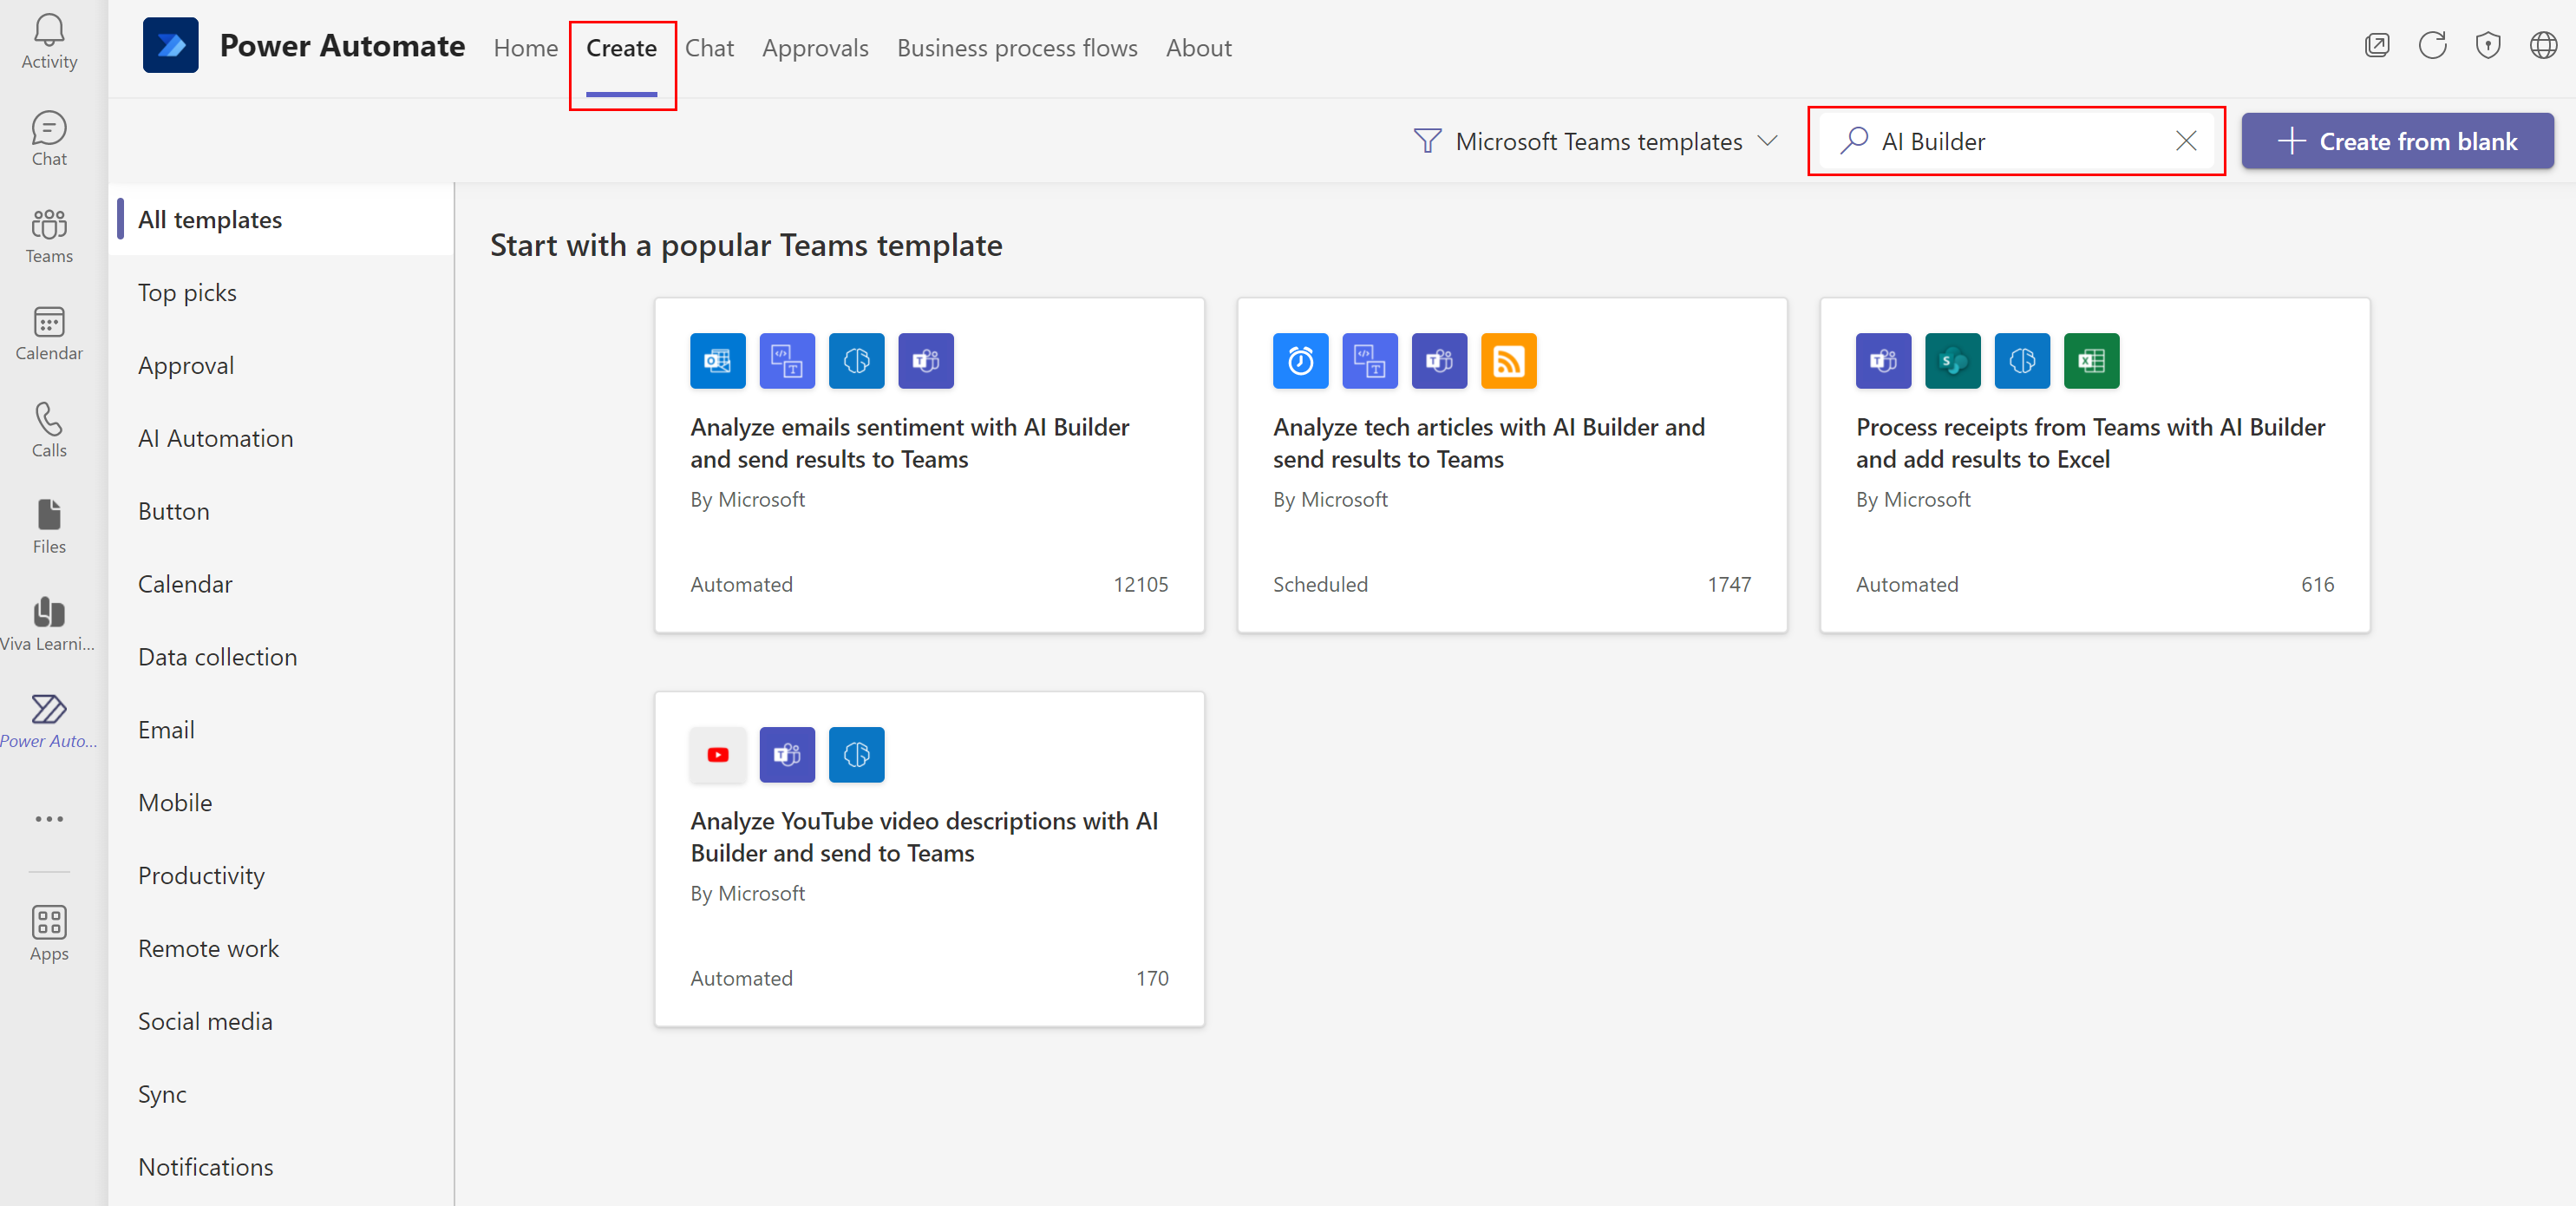 Activity
Chat
Teams
Calendar
Calls
Files
Viva Learni...
Power Auto...
Apps
Power Automate
Home
Create
Chat
Approvals
Business process flows
About
Microsoft Teams templates
AI Builder
Create from blank
All templates
Top picks
Approval
AI Automation
Button
Calendar
Data collection
Email
Mobile
Productivity
Remote work
Social media
Sync
Notifications
Start with a popular Teams template
Analyze emails sentiment with AI Builder
and send results to Teams
By Microsoft
Automated
12105
Analyze tech articles with AI Builder and
send results to Teams
By Microsoft
Scheduled
1747
Process receipts from Teams with AI Builder
and add results to Excel
By Microsoft
Automated
616
Analyze YouTube video descriptions with AI
Builder and send to Teams
By Microsoft
Automated
170